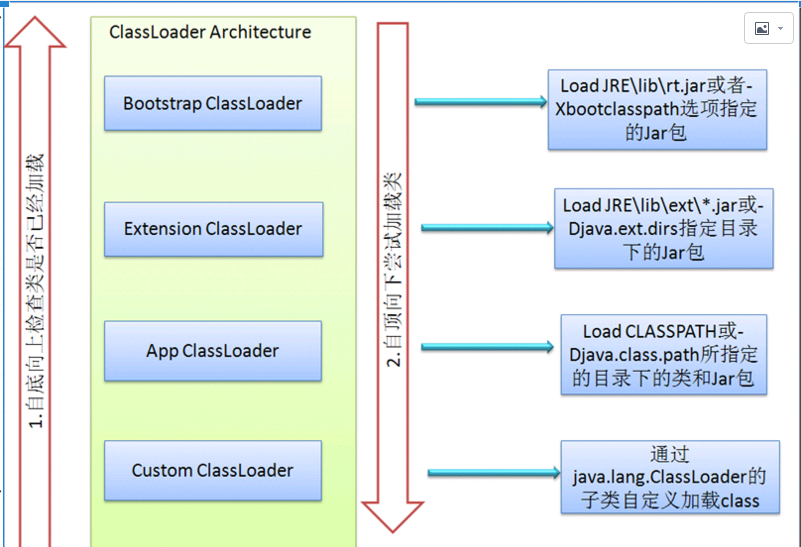 ClassLoader Architecture
1.自底向上检查类是否已经加载
Bootstrap ClassLoader
Extension ClassLoader
App ClassLoader
Custom ClassLoader
2.自顶向下尝试加载类
Load JRE\lib\rt.jar或者-
Xbootclasspath选项指定
的Jar包
Load JRE\lib\ext\*.jar或-
Djava.ext.dirs指定目录
下的Jar包
Load CLASSPATH或-
Djava.class.path所指定
的目录下的类和Jar包
通过
java.lang.ClassLoader的
子类自定义加载class